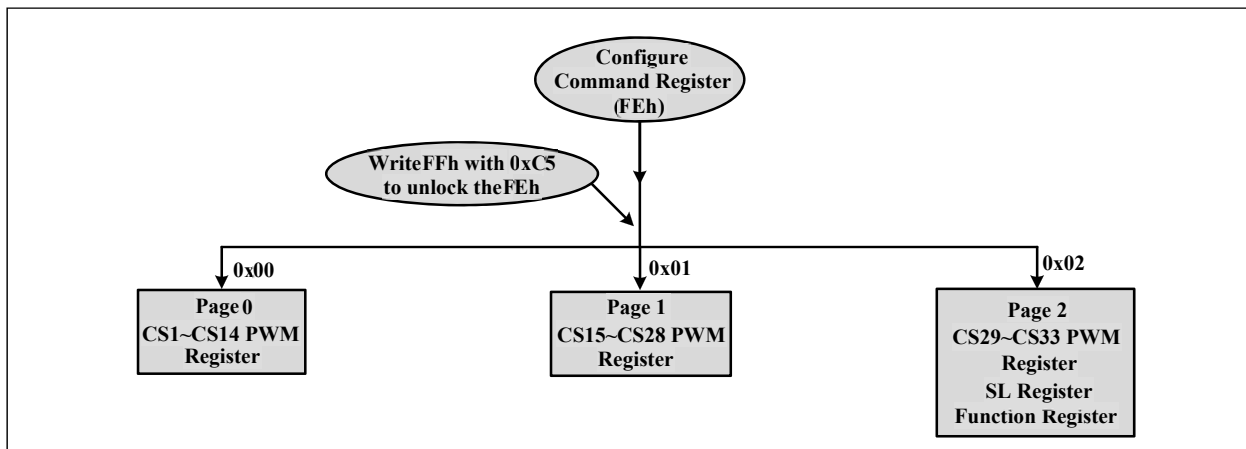 Configure
Command Register
(FEh)
WriteFFh with 0xC5
to unlock theFEh
0x00
0x01
0x02
Page 0
CS1~CS14 PWM
Register
Page 1
CS15~CS28 PWM
Register
Page 2
CS29~CS33 PWM
Register
SL Register
Function Register